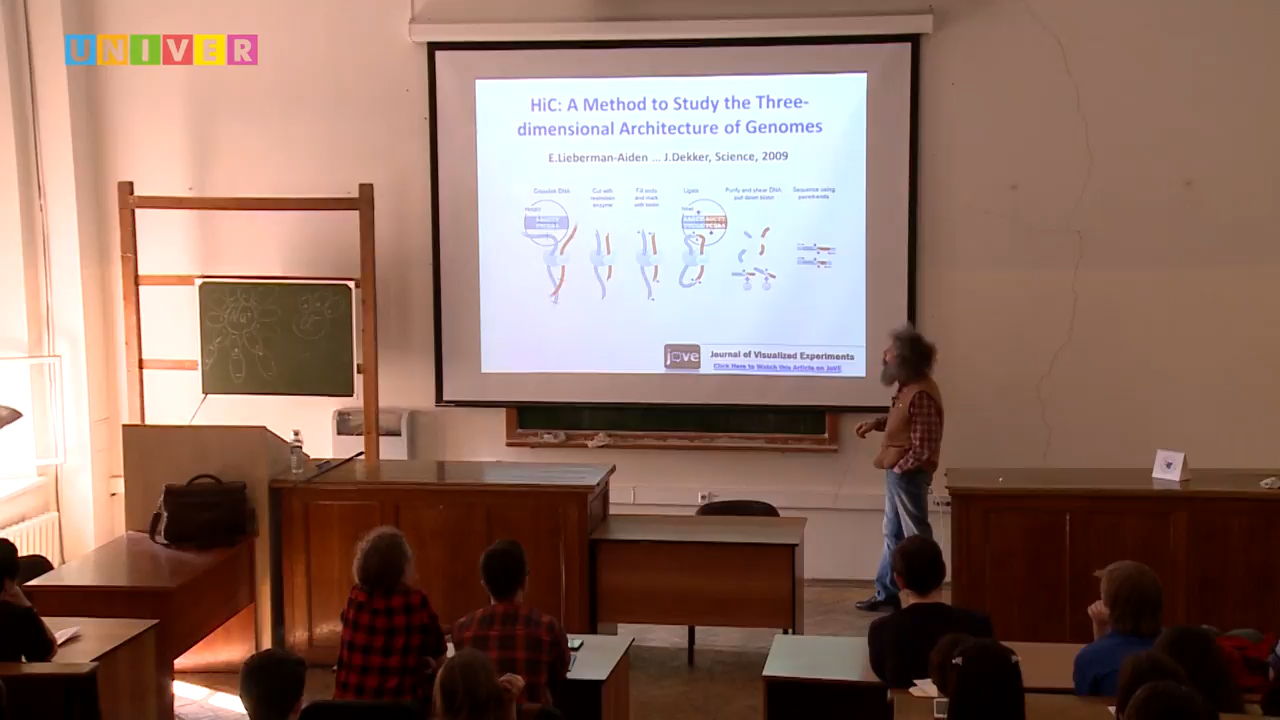 UNIVER
HiC: A Method to Study the Three-
dimensional Architecture of Genomes
E.Lieberman-Aiden ... J.Dekker, Science, 2009
Crosslink DNA
Cut with
restriction
enzyme
Fill ends
and mark
with biotin
Ligate
Purify and shear DNA;
pull down biotin
Sequence using
paired-ends
HindIII
NheI
jove
Journal of Visualized Experiments
Click Here to Watch this Article on JoVE